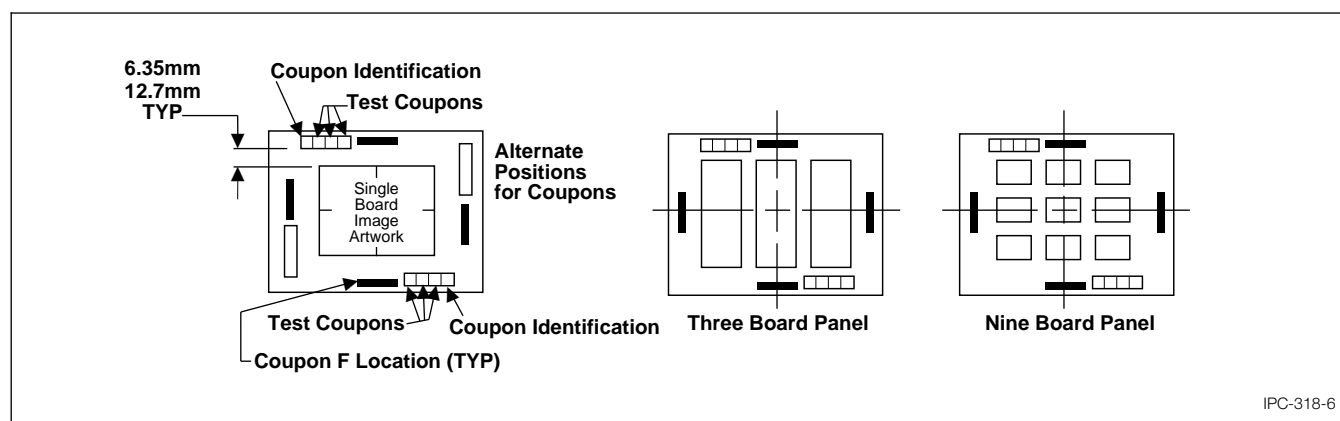 6.35mm
12.7mm
TYP
Coupon Identification
Test Coupons
Alternate
Positions
for Coupons
Single
Board
Image
Artwork
Test Coupons
Coupon Identification
Coupon F Location (TYP)
Three Board Panel
Nine Board Panel
IPC-318-6